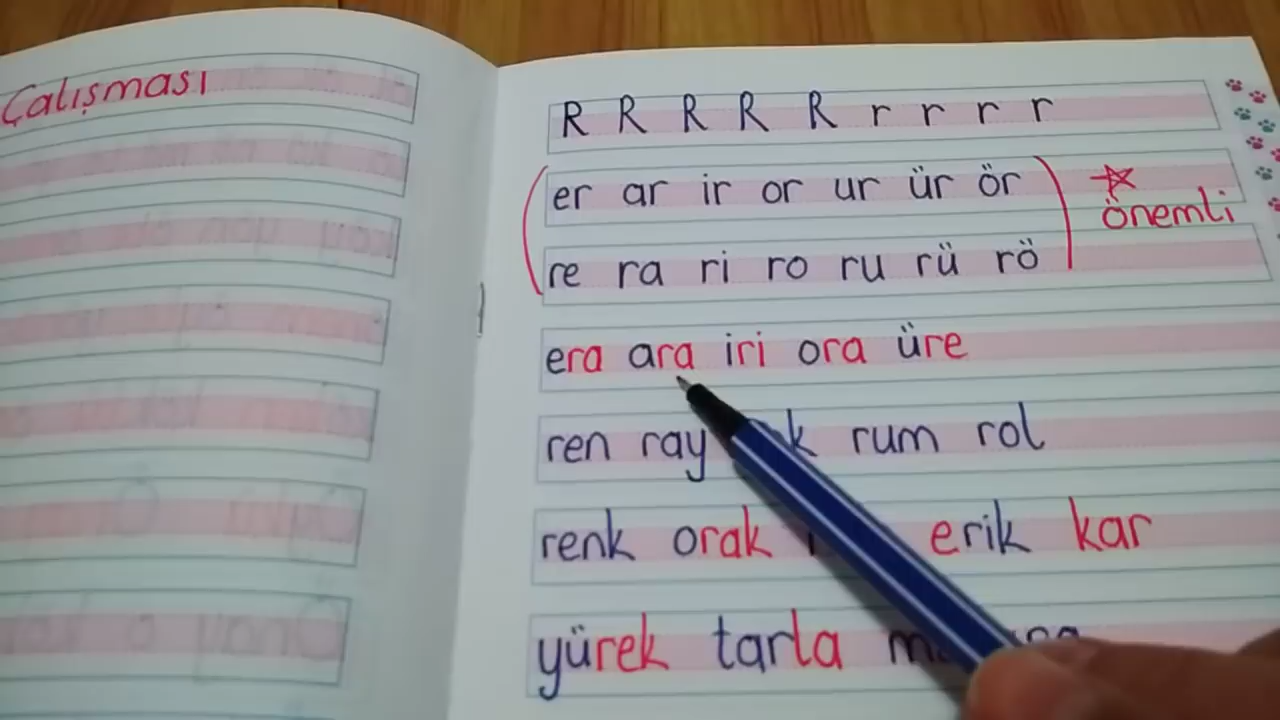 Çalışması
R R R R R r r r r
er ar ir or ur ür ör
önemli
re ra ri ro ru rü rö
era ara iri ora üre
ren ray rum rol
renk orak erik kar
yürek tarla